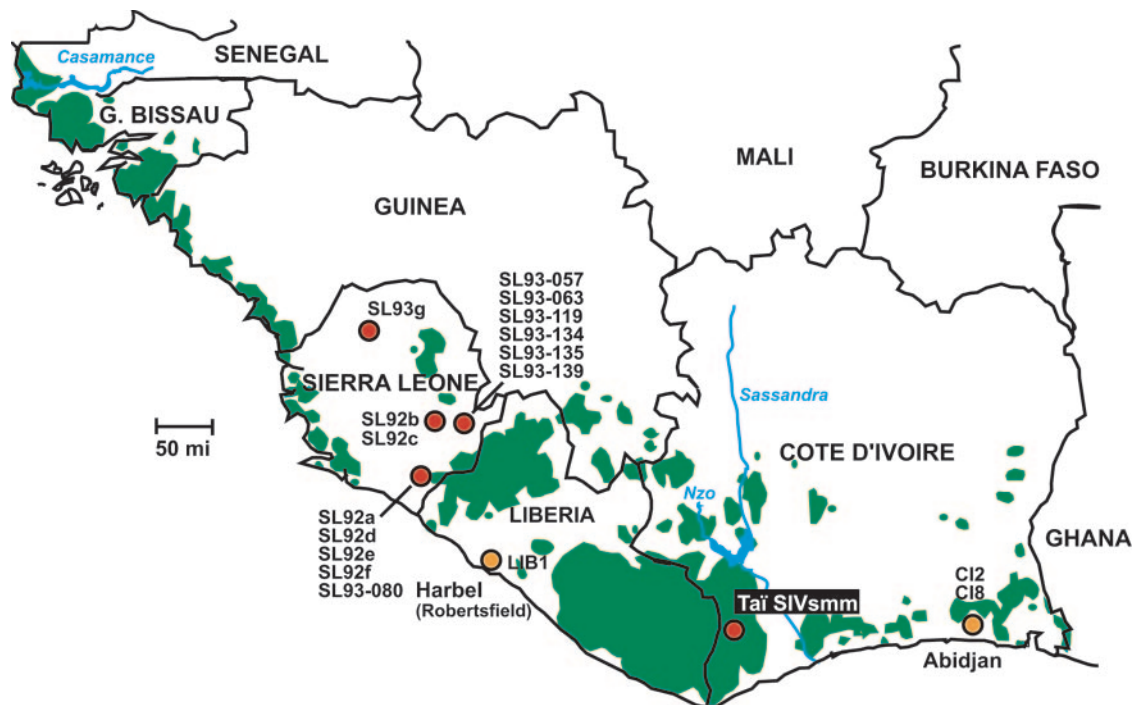 Casamance
SENEGAL
G. BISSAU
MALI
BURKINA FASO
GUINEA
SL93-057
SL93-063
SL93-119
SL93-134
SL93-135
SL93-139
SL93g
SIERRA LEONE
Sassandra
SL92b
SL92c
50 mi
COTE D'IVOIRE
Nzo
LIBERIA
GHANA
SL92a
SL92d
SL92e
SL92f
SL93-080
LIB1
Harbel
(Robertsfield)
CI2
CI8
Taï SIVsmm
Abidjan